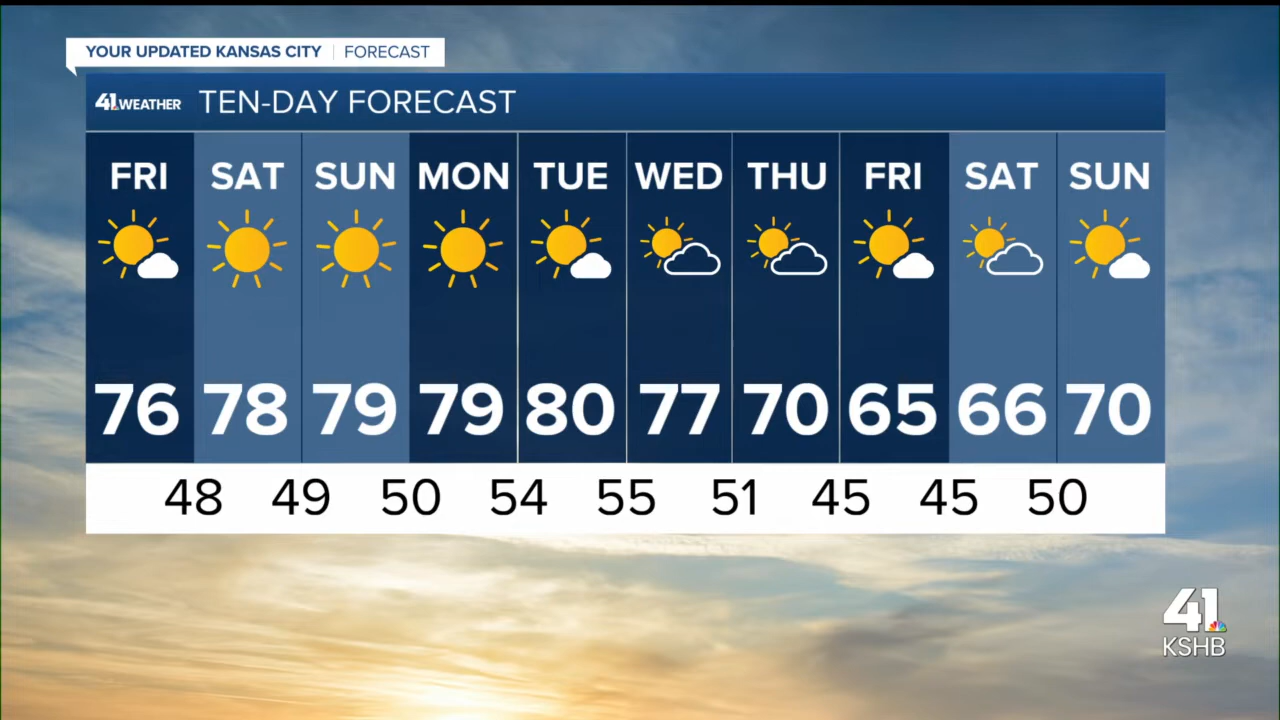 YOUR UPDATED KANSAS CITY | FORECAST
41 WEATHER TEN-DAY FORECAST
FRI SAT SUN MON TUE WED THU FRI SAT SUN
76 78 79 79 80 77 70 65 66 70
48 49 50 54 55 51 45 45 50
41
KSHB